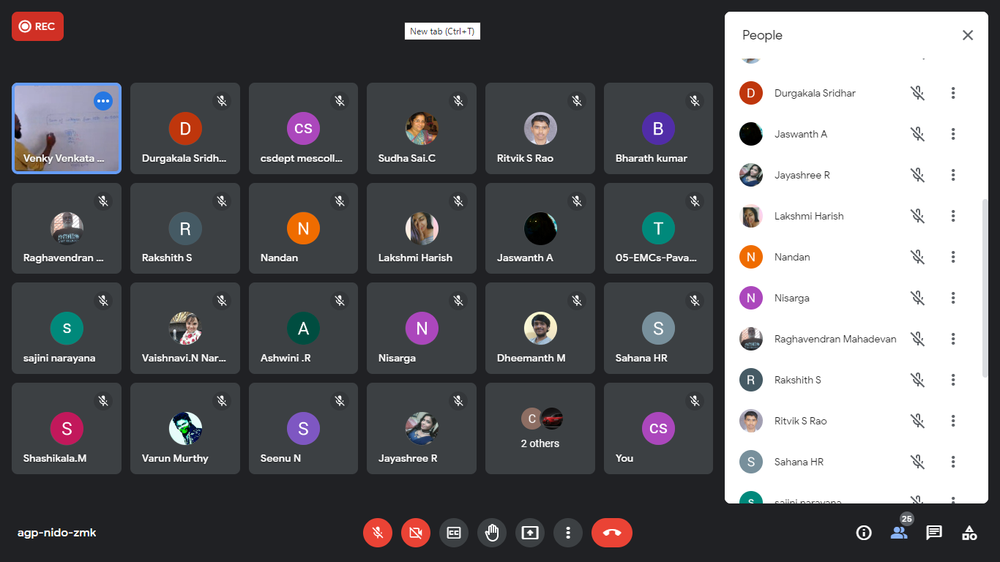 REC
New tab (Ctrl+T)
Venky Venkata ...
D
Durgakala Sridh...
cs
csdept mescoll...
Sudha Sai.C
Ritvik S Rao
B
Bharath kumar
Raghavendran ...
R
Rakshith S
N
Nandan
Lakshmi Harish
Jaswanth A
T
05-EMCs-Pava...
s
sajini narayana
Vaishnavi.N Nar...
A
Ashwini .R
N
Nisarga
Dheemanth M
S
Sahana HR
S
Shashikala.M
Varun Murthy
S
Seenu N
Jayashree R
C
2 others
cs
You
People
D Durgakala Sridhar
Jaswanth A
Jayashree R
Lakshmi Harish
N Nandan
N Nisarga
Raghavendran Mahadevan
R Rakshith S
Ritvik S Rao
S Sahana HR
s sajini narayana
agp-nido-zmk
CC
25